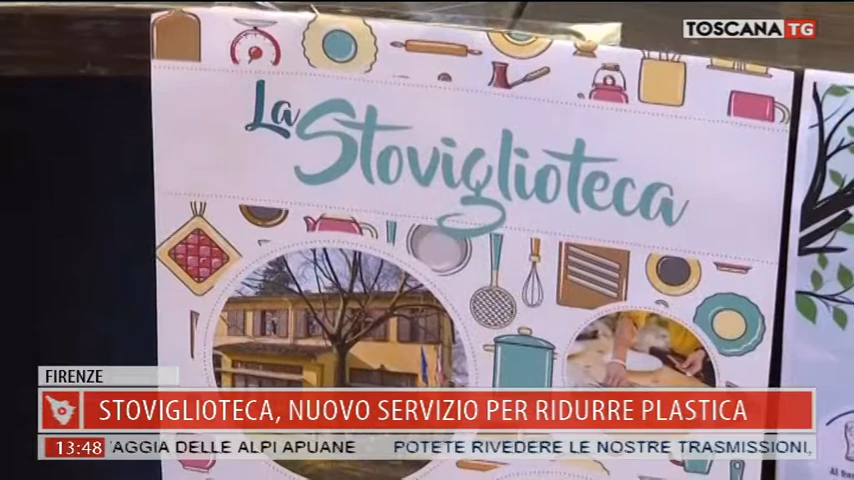 TOSCANA TG
La Stoviglioteca
FIRENZE
STOVIGLIOTECA, NUOVO SERVIZIO PER RIDURRE PLASTICA
13:48 'AGGIA DELLE ALPI APUANE POTETE RIVEDERE LE NOSTRE TRASMISSIONI,